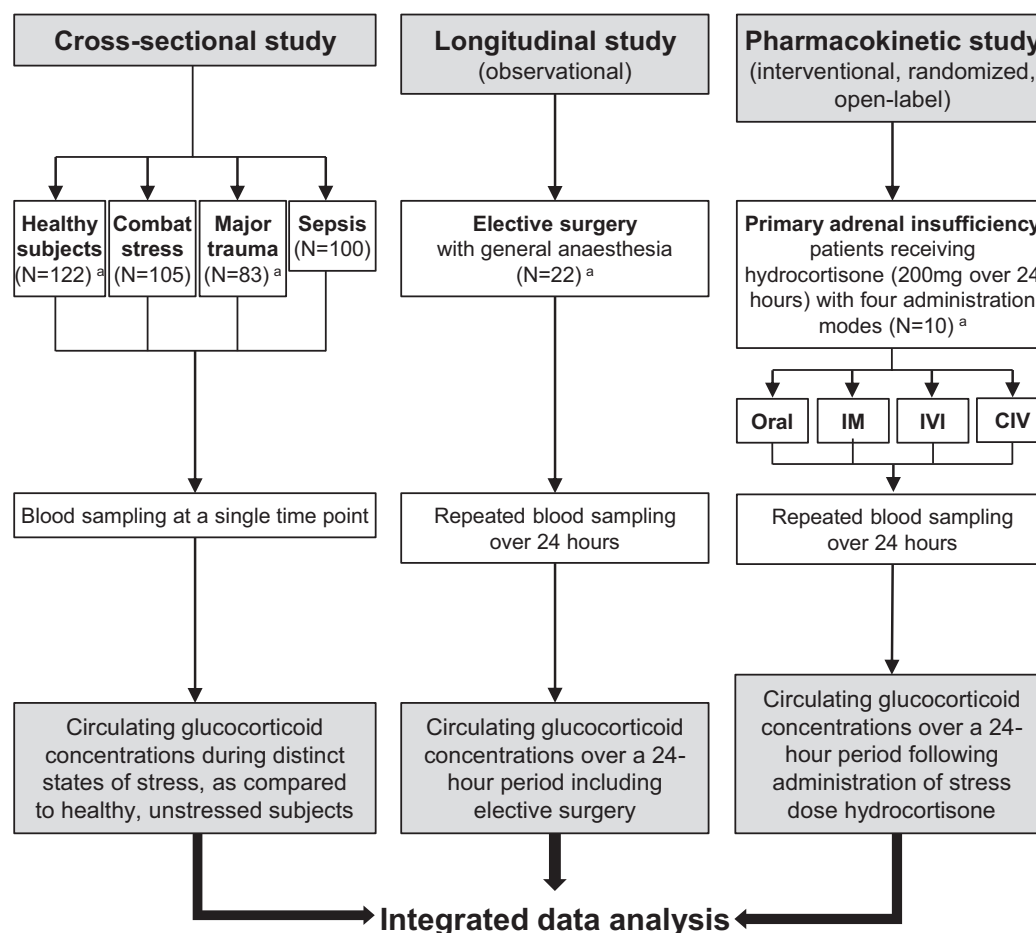 Cross-sectional study
Healthy
subjects
(N=122) a
Combat
stress
(N=105)
Major
trauma
(N=83) a
Sepsis
(N=100)
Blood sampling at a single time point
Circulating glucocorticoid
concentrations during distinct
states of stress, as compared
to healthy, unstressed subjects
Longitudinal study
(observational)
Elective surgery
with general anaesthesia
(N=22) a
Repeated blood sampling
over 24 hours
Circulating glucocorticoid
concentrations over a 24-
hour period including
elective surgery
Pharmacokinetic study
(interventional, randomized,
open-label)
Primary adrenal insufficiency
patients receiving
hydrocortisone (200mg over 24
hours) with four administration
modes (N=10) a
Oral
IM
IVI
CIV
Repeated blood sampling
over 24 hours
Circulating glucocorticoid
concentrations over a 24-
hour period following
administration of stress
dose hydrocortisone
Integrated data analysis